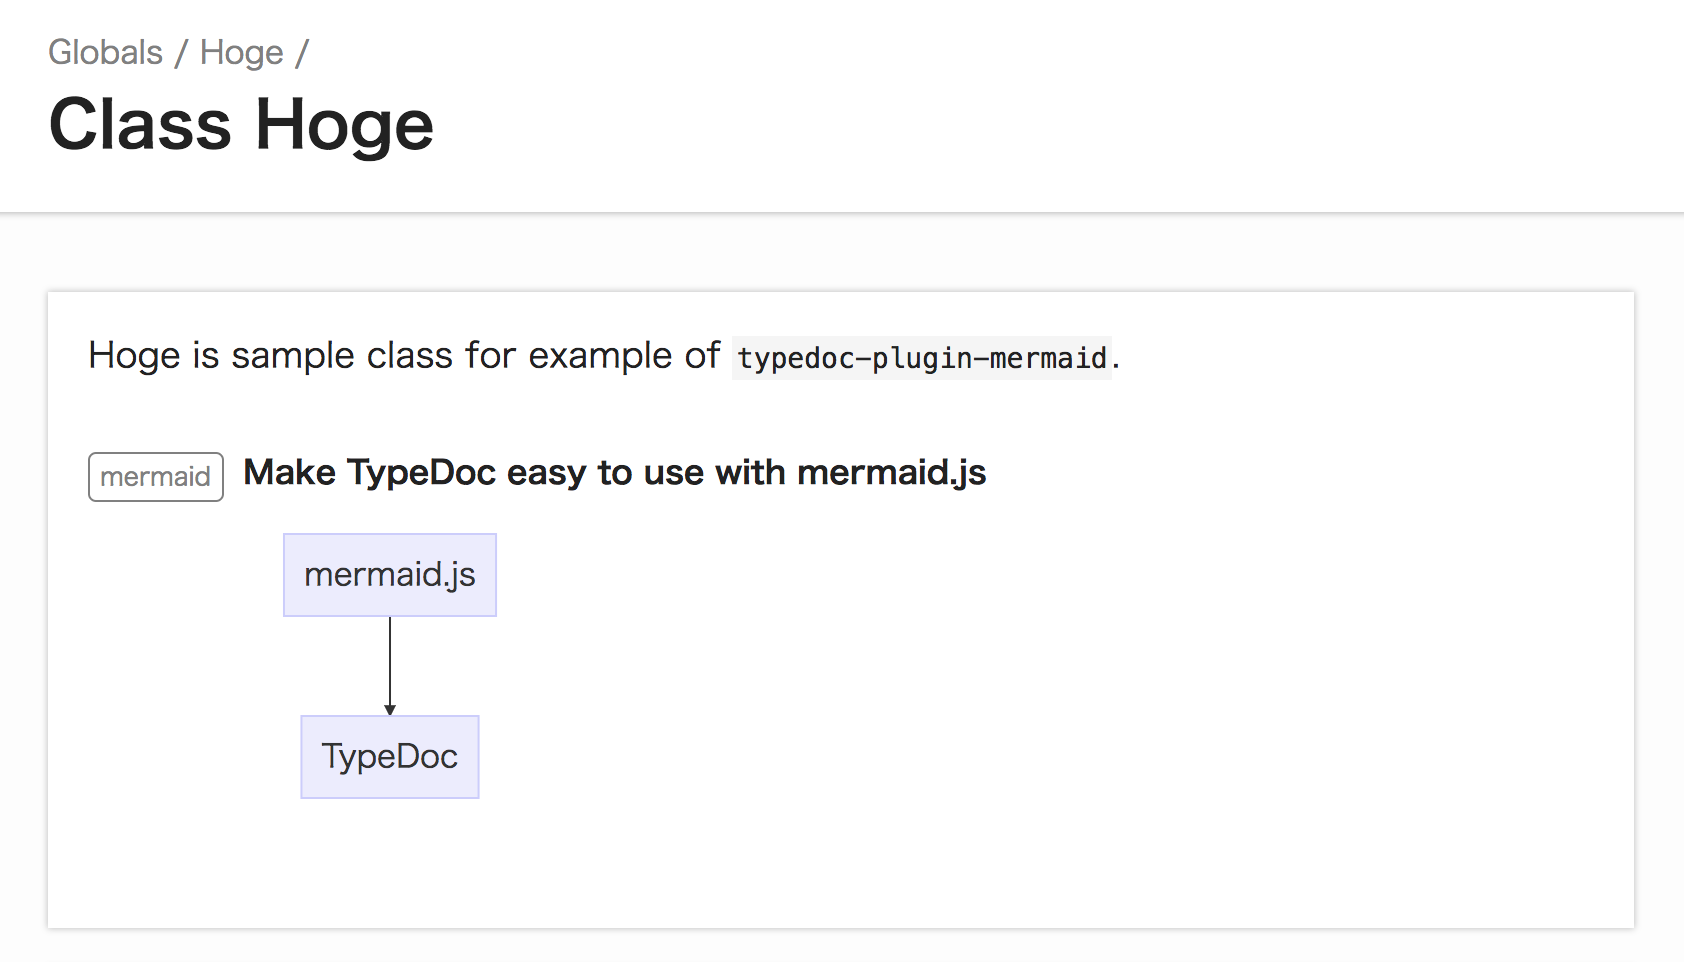 Globals / Hoge /
Class Hoge
Hoge is sample class for example of typedoc-plugin-mermaid.
mermaid Make TypeDoc easy to use with mermaid.js
mermaid.js
TypeDoc